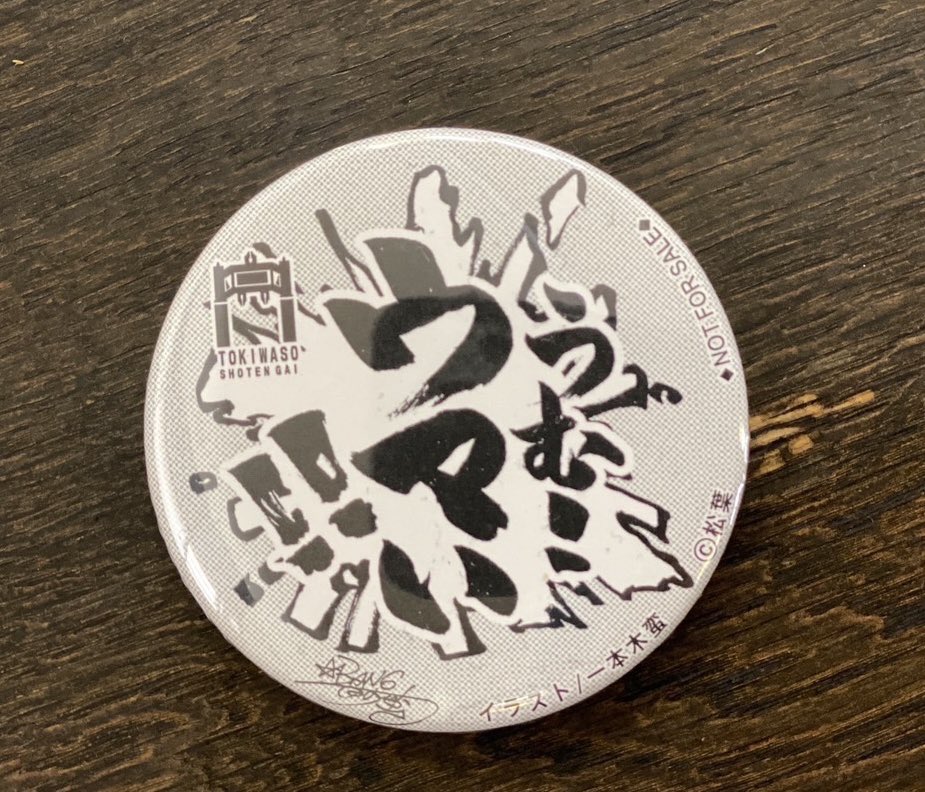 うむ‥
ウマい
!!
TOKIWASO
SHOTEN GAI
◆NOT FOR SALE◆
©松葉
イラスト/一本木蛮